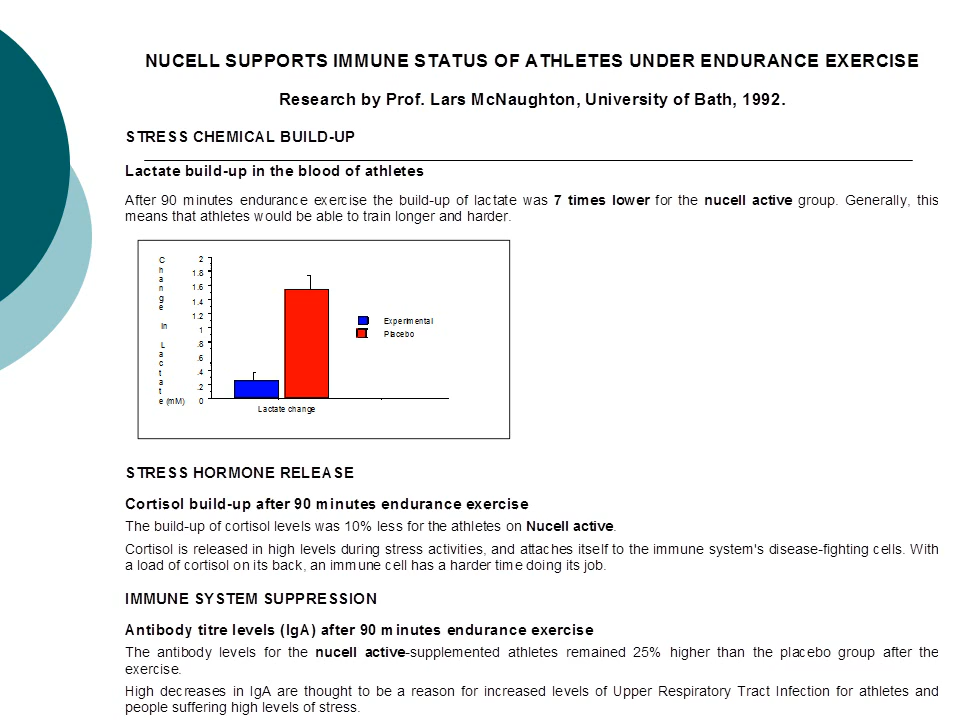 NUCELL SUPPORTS IMMUNE STATUS OF ATHLETES UNDER ENDURANCE EXERCISE
Research by Prof. Lars McNaughton, University of Bath, 1992.
STRESS CHEMICAL BUILD-UP
Lactate build-up in the blood of athletes
After 90 minutes endurance exercise the build-up of lactate was 7 times lower for the nucell active group. Generally, this
means that athletes would be able to train longer and harder.
Change In Lactate (mM)
2
1.8
1.6
1.4
1.2
1
.8
.6
.4
.2
0
Experimental
Placebo
Lactate change
STRESS HORMONE RELEASE
Cortisol build-up after 90 minutes endurance exercise
The build-up of cortisol levels was 10% less for the athletes on Nucell active.
Cortisol is released in high levels during stress activities, and attaches itself to the immune system's disease-fighting cells. With
a load of cortisol on its back, an immune cell has a harder time doing its job.
IMMUNE SYSTEM SUPPRESSION
Antibody titre levels (IgA) after 90 minutes endurance exercise
The antibody levels for the nucell active-supplemented athletes remained 25% higher than the placebo group after the
exercise.
High decreases in IgA are thought to be a reason for increased levels of Upper Respiratory Tract Infection for athletes and
people suffering high levels of stress.